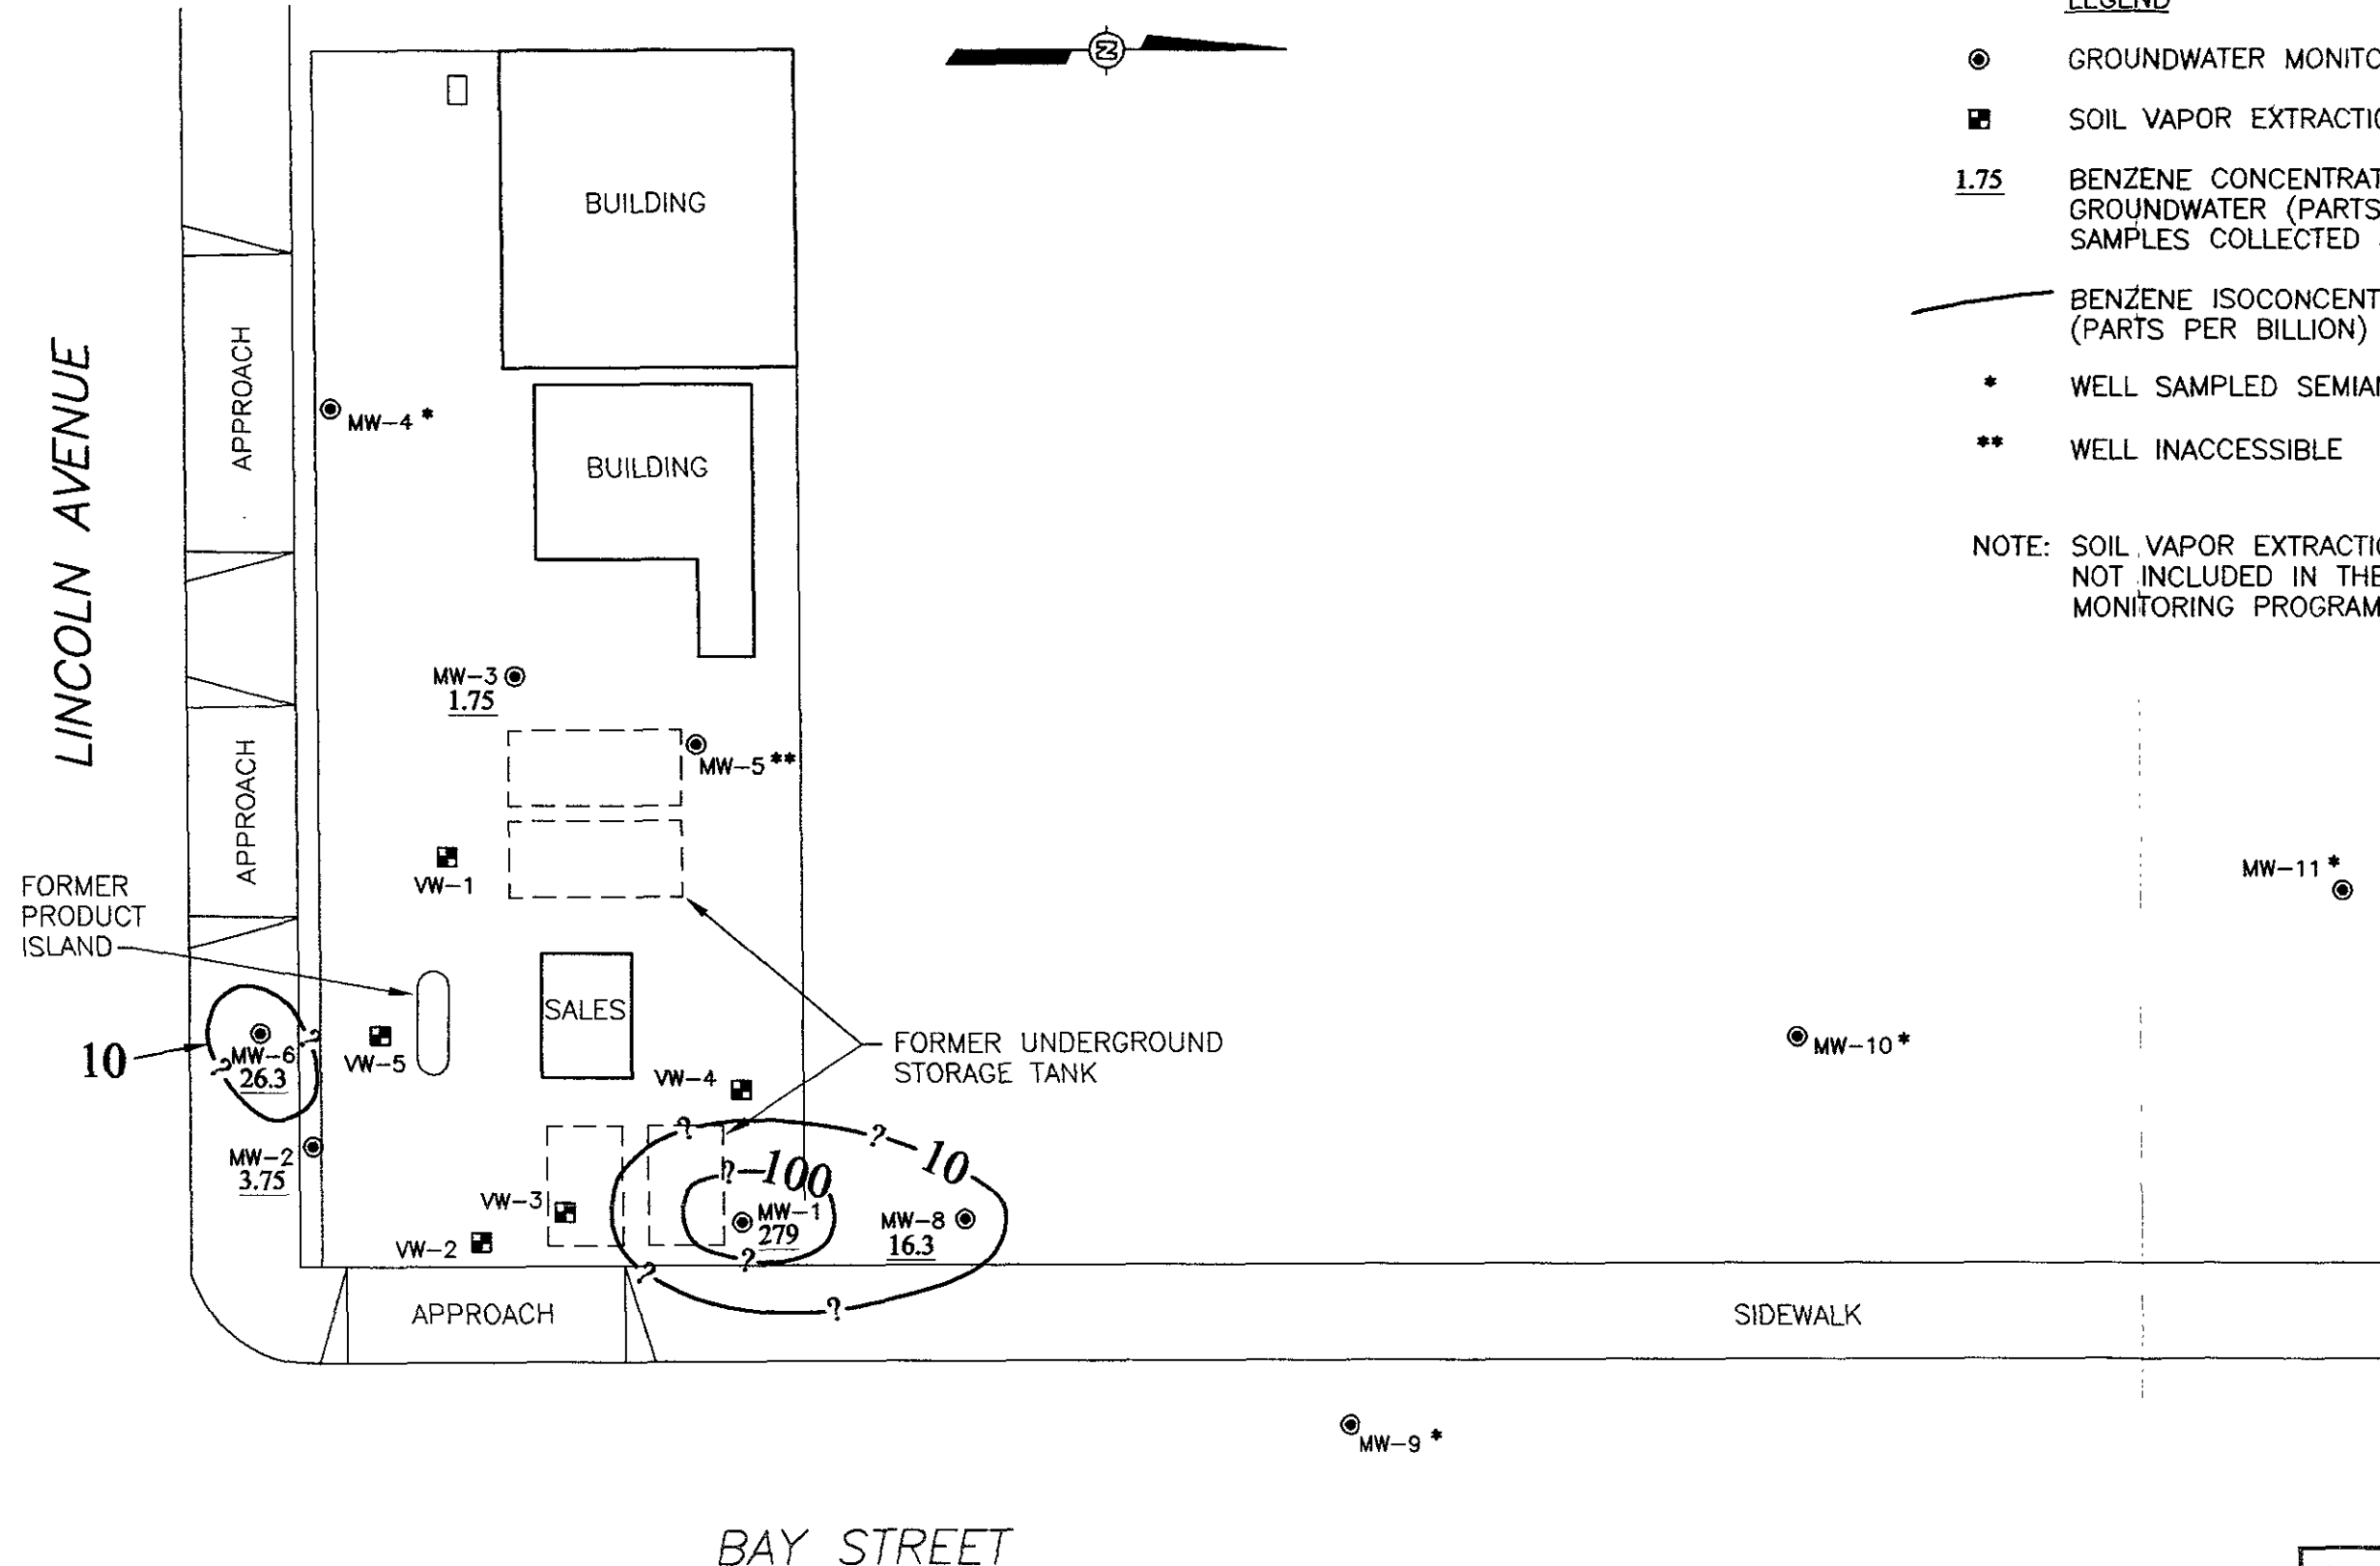 LEGEND
GROUNDWATER MONITO
SOIL VAPOR EXTRACTIO
1.75
BENZENE CONCENTRAT
GROUNDWATER (PARTS
SAMPLES COLLECTED
BENZENE ISOCONCENT
(PARTS PER BILLION)
* WELL SAMPLED SEMIAN
** WELL INACCESSIBLE
NOTE: SOIL VAPOR EXTRACTIO
NOT INCLUDED IN THE
MONITORING PROGRAM
N
BUILDING
BUILDING
LINCOLN AVENUE
APPROACH
APPROACH
MW-4 *
MW-3
1.75
MW-5 **
VW-1
FORMER
PRODUCT
ISLAND
SALES
FORMER UNDERGROUND
STORAGE TANK
MW-11 *
MW-10 *
10
?
?
MW-6
26.3
VW-5
VW-4
MW-2
3.75
VW-3
VW-2
?
?
10
?
100
MW-1
279
?
MW-8
16.3
?
?
APPROACH
SIDEWALK
MW-9 *
BAY STREET